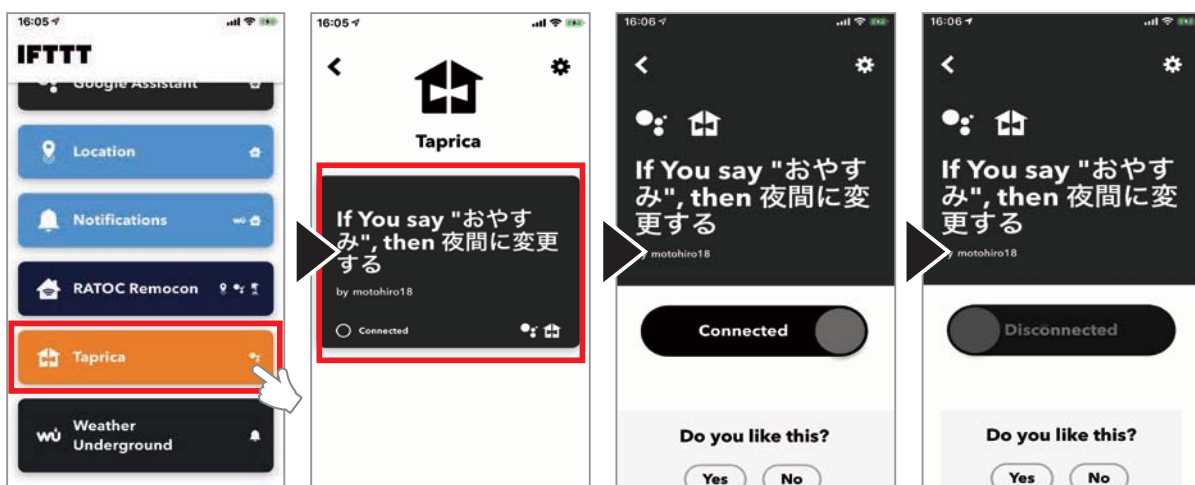 16:05
IFTTT
Google Assistant
Location
Notifications
RATOC Remocon
Taprica
wu Weather
Underground
16:05
Taprica
If You say "おやす
み", then 夜間に変更
する
by motohiro18
Connected
16:06
If You say "おやす
み", then 夜間に変
更する
motohiro18
Connected
Do you like this?
Yes No
16:06
If You say "おやす
み", then 夜間に変
更する
motohiro18
Disconnected
Do you like this?
Yes No